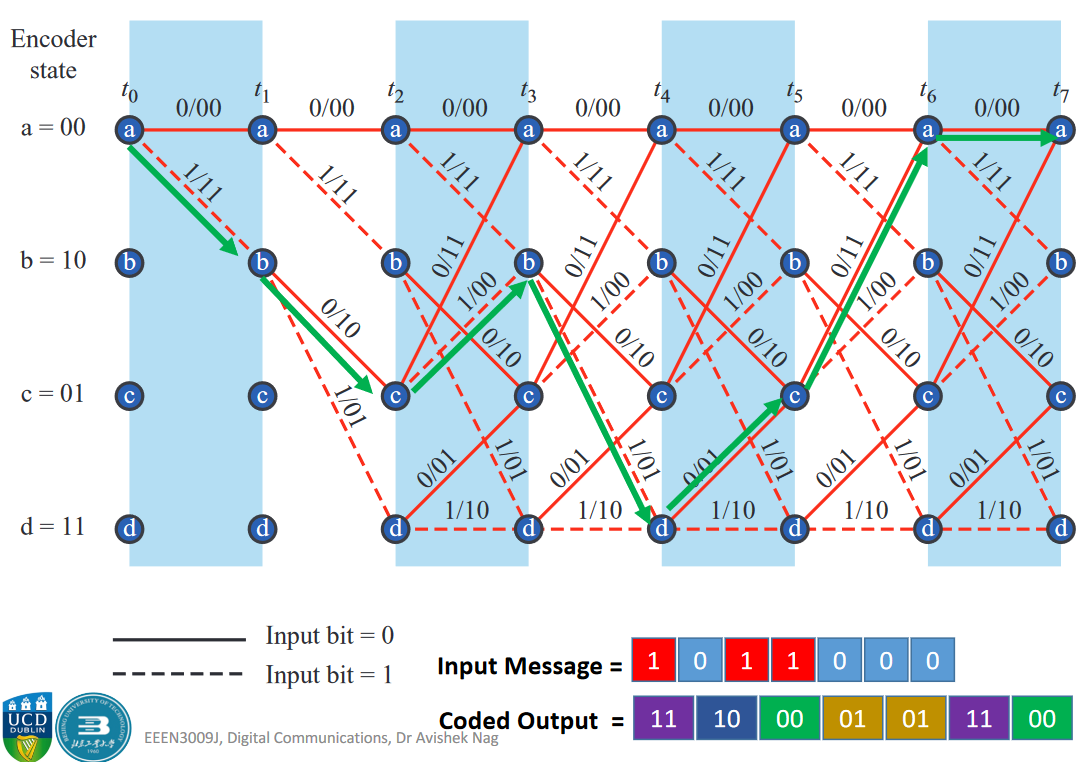 Encoder
state
t0 t1 t2 t3 t4 t5 t6 t7
0/00 0/00 0/00 0/00 0/00 0/00 0/00
a = 00 a a a a a a a a
1/11 1/11 1/11 1/11 1/11 1/11 1/11
0/11 0/11 0/11 0/11 0/11
b = 10 b b b b b b b b
1/00 1/00 1/00 1/00 1/00
0/10 0/10 0/10 0/10 0/10 0/10
c = 01 c c c c c c c c
1/01 1/01 1/01 1/01 1/01 1/01
0/01 0/01 0/01 0/01 0/01
1/10 1/10 1/10 1/10 1/10
d = 11 d d d d d d d d
Input bit = 0
Input bit = 1
Input Message = 1 0 1 1 0 0 0
Coded Output = 11 10 00 01 01 11 00
UCD
DUBLIN
BEIJING UNIVERSITY OF TECHNOLOGY
1960
EEEN3009J, Digital Communications, Dr Avishek Nag